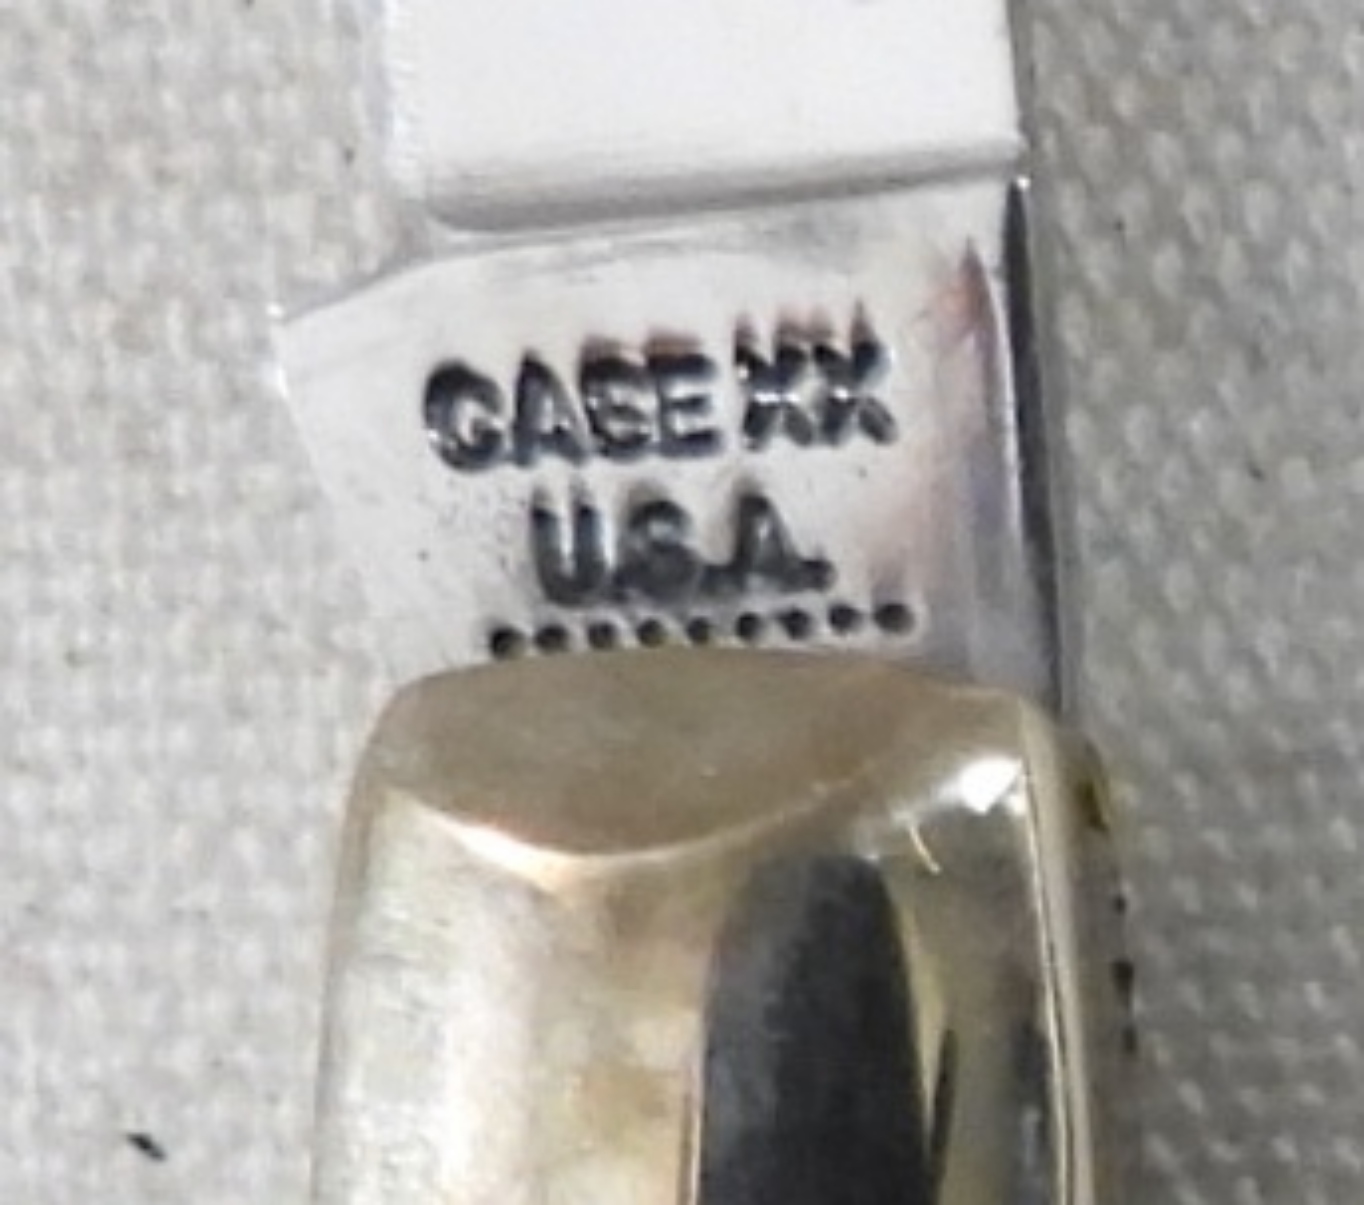 CASE XX
U.S.A.
.........